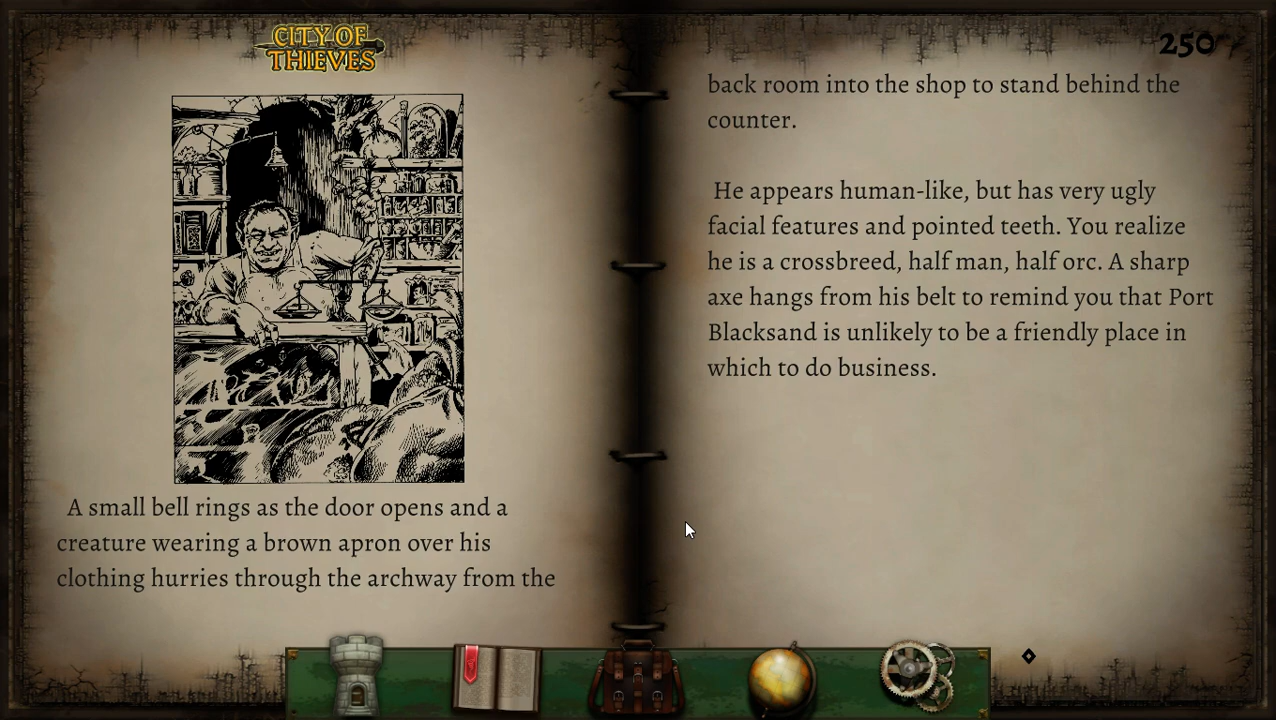 CITY OF
THIEVES
A small bell rings as the door opens and a
creature wearing a brown apron over his
clothing hurries through the archway from the
250
back room into the shop to stand behind the
counter.
He appears human-like, but has very ugly
facial features and pointed teeth. You realize
he is a crossbreed, half man, half orc. A sharp
axe hangs from his belt to remind you that Port
Blacksand is unlikely to be a friendly place in
which to do business.